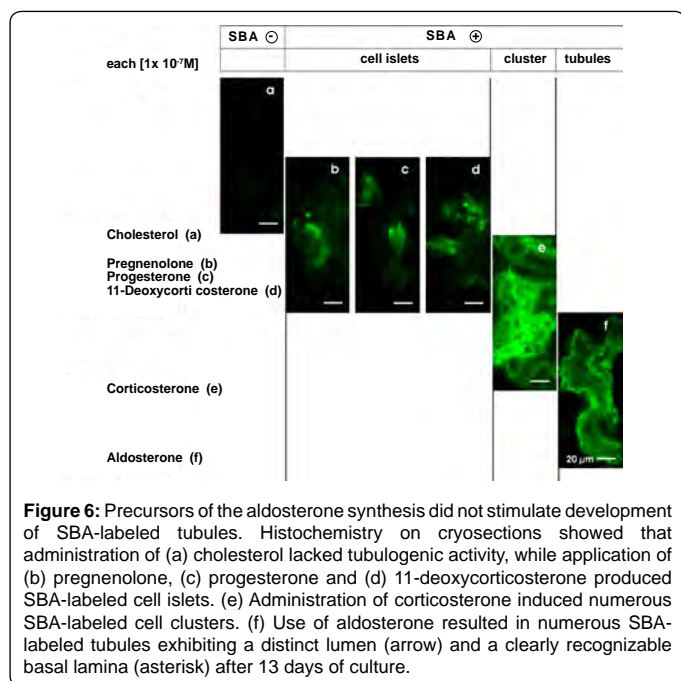 SBA ⊖ SBA ⊕
each [1x 10⁻⁷M] cell islets cluster tubules
a
b c d
Cholesterol (a)
e
Pregnenolone (b)
Progesterone (c)
11-Deoxycorti costerone (d)
f
Corticosterone (e)
Aldosterone (f)
20 µm
Figure 6: Precursors of the aldosterone synthesis did not stimulate development
of SBA-labeled tubules. Histochemistry on cryosections showed that
administration of (a) cholesterol lacked tubulogenic activity, while application of
(b) pregnenolone, (c) progesterone and (d) 11-deoxycorticosterone produced
SBA-labeled cell islets. (e) Administration of corticosterone induced numerous
SBA-labeled cell clusters. (f) Use of aldosterone resulted in numerous SBA-
labeled tubules exhibiting a distinct lumen (arrow) and a clearly recognizable
basal lamina (asterisk) after 13 days of culture.